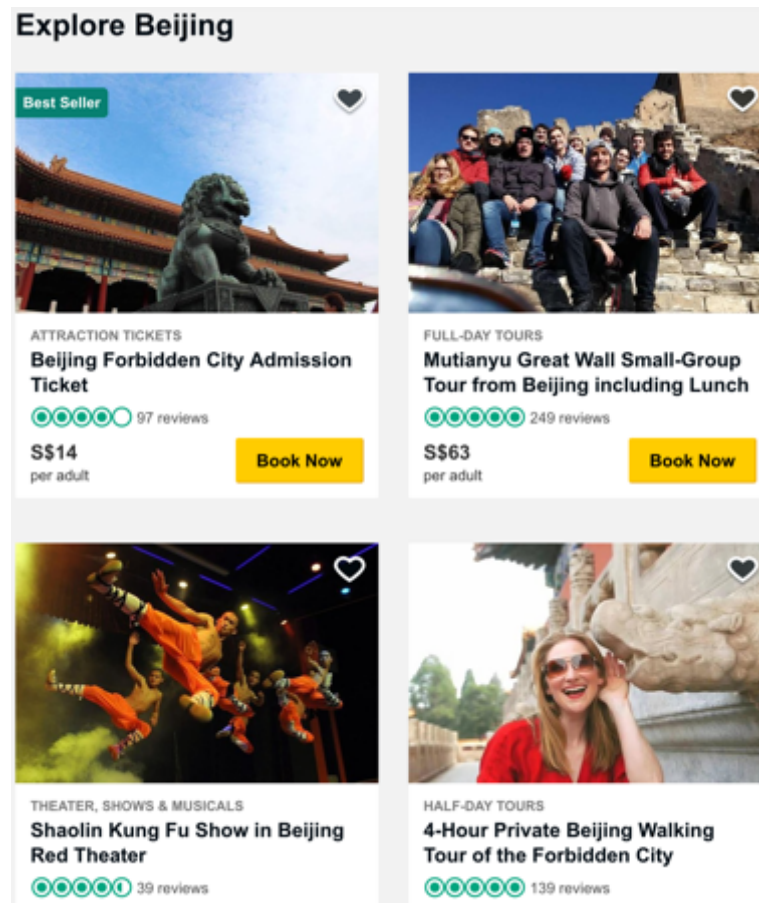 Explore Beijing
Best Seller
ATTRACTION TICKETS
Beijing Forbidden City Admission
Ticket
97 reviews
S$14
per adult
Book Now
FULL-DAY TOURS
Mutianyu Great Wall Small-Group
Tour from Beijing including Lunch
249 reviews
S$63
per adult
Book Now
THEATER, SHOWS & MUSICALS
Shaolin Kung Fu Show in Beijing
Red Theater
39 reviews
HALF-DAY TOURS
4-Hour Private Beijing Walking
Tour of the Forbidden City
139 reviews